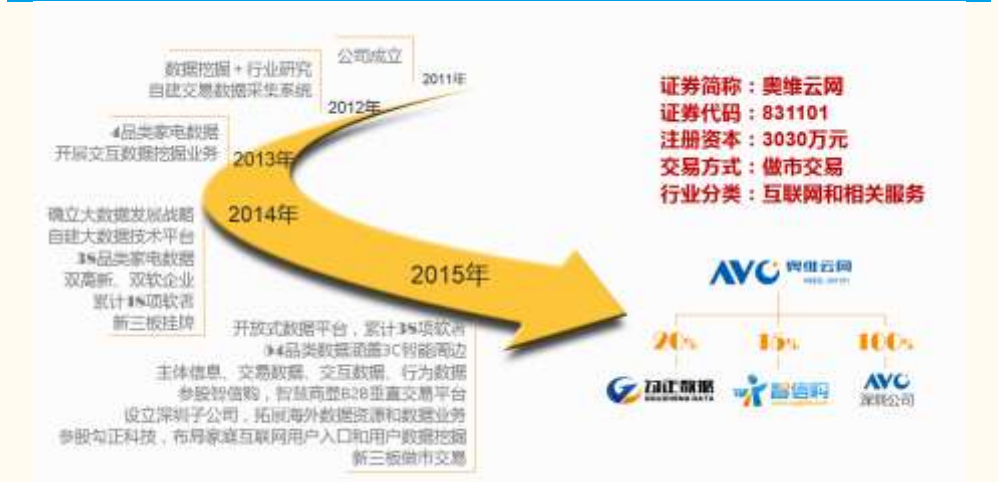 公司成立
2011年
数据挖掘+行业研究
自建交易数据采集系统
2012年
4品类家电数据
开展交互数据挖掘业务
2013年
确立大数据发展战略
自建大数据技术平台
38品类家电数据
双高新、双软企业
累计18项软著
新三板挂牌
2014年
2015年
开放式数据平台，累计38项软著
94品类数据涵盖3C智能周边
主体信息、交易数据、交互数据、行为数据
参股智信购，智慧商盟B2B垂直交易平台
设立深圳子公司，拓展海外数据资源和数据业务
参股勾正科技，布局家庭互联网用户入口和用户数据挖掘
新三板做市交易
证券简称：奥维云网
证券代码：831101
注册资本：3030万元
交易方式：做市交易
行业分类：互联网和相关服务
AVC 奥维云网
20% 15% 100%
勾正数据
GOUZHENG DATA
智信购
AVC
深圳公司